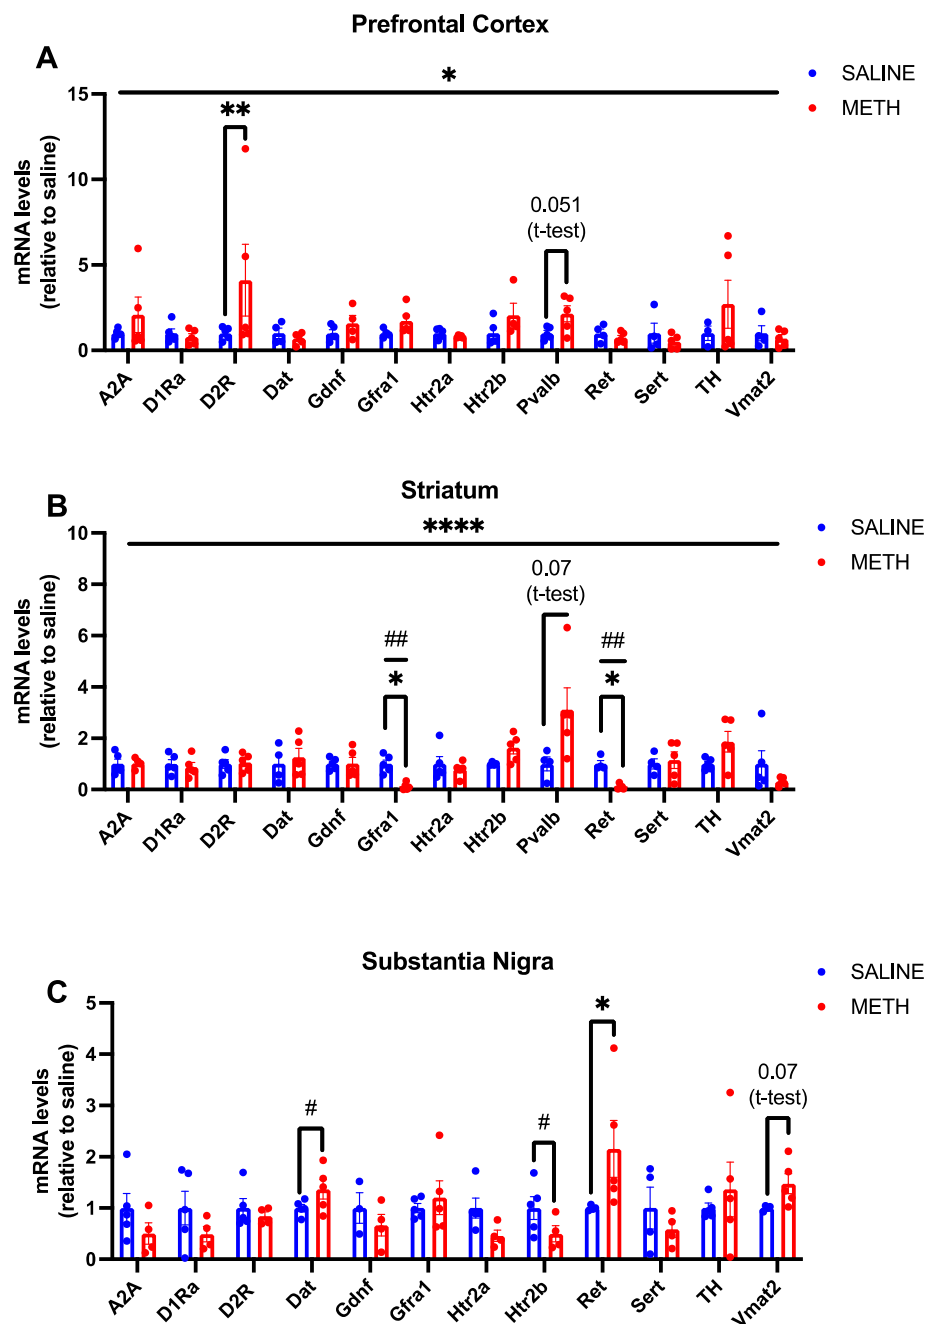 Prefrontal Cortex
A
*
SALINE
METH
15
10
5
0
mRNA levels
(relative to saline)
**
0.051
(t-test)
A2A
D1Ra
D2R
Dat
Gdnf
Gfra1
Htr2a
Htr2b
Pvalb
Ret
Sert
TH
Vmat2
B
Striatum
****
SALINE
METH
10
8
6
4
2
0
mRNA levels
(relative to saline)
##
*
0.07
(t-test)
##
*
A2A
D1Ra
D2R
Dat
Gdnf
Gfra1
Htr2a
Htr2b
Pvalb
Ret
Sert
TH
Vmat2
C
Substantia Nigra
SALINE
METH
5
4
3
2
1
0
mRNA levels
(relative to saline)
#
#
*
0.07
(t-test)
A2A
D1Ra
D2R
Dat
Gdnf
Gfra1
Htr2a
Htr2b
Ret
Sert
TH
Vmat2